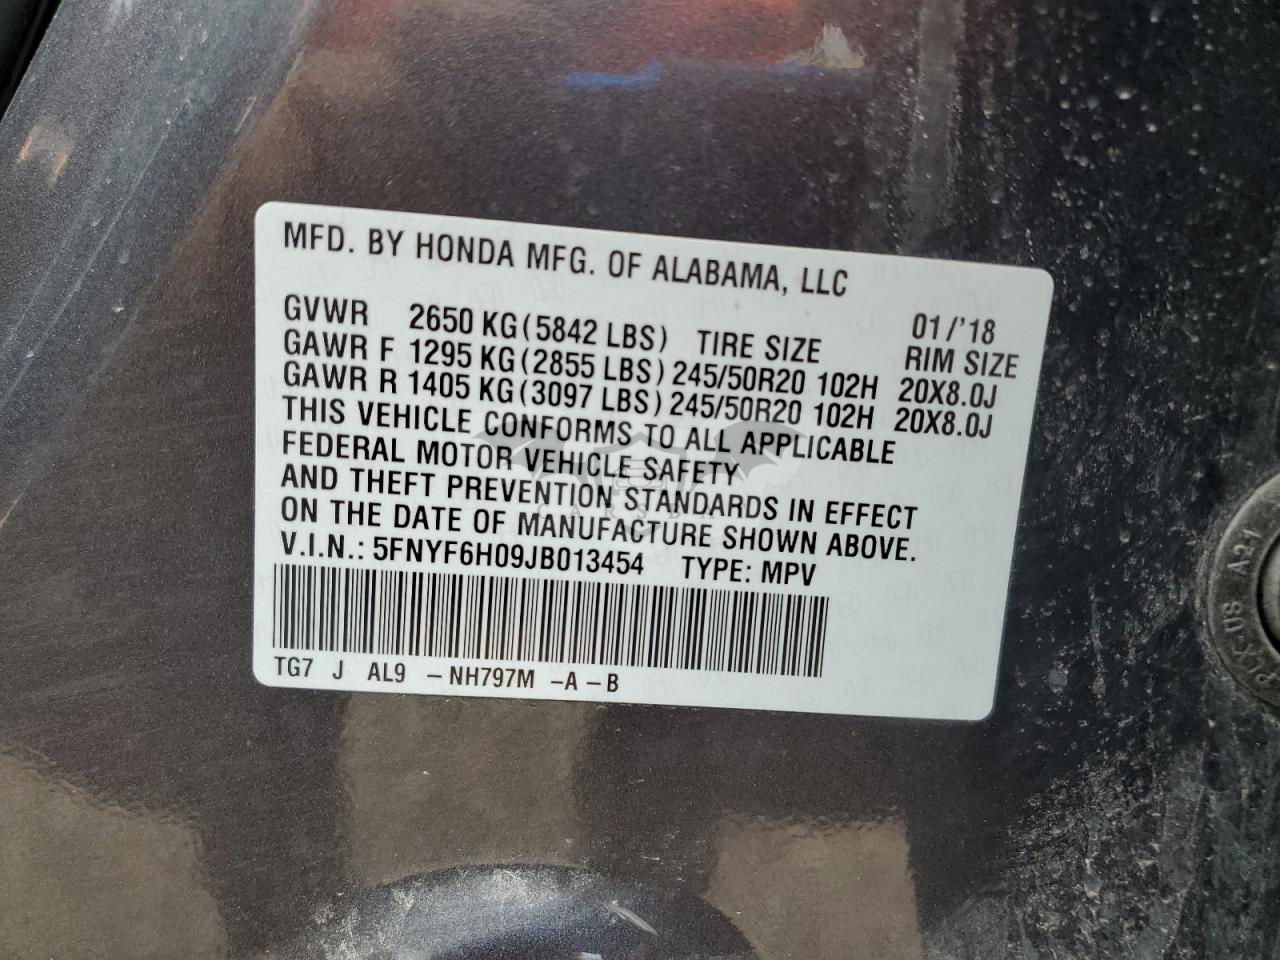 MFD. BY HONDA MFG. OF ALABAMA, LLC
01/'18
GVWR 2650 KG (5842 LBS) TIRE SIZE RIM SIZE
GAWR F 1295 KG (2855 LBS) 245/50R20 102H 20X8.0J
GAWR R 1405 KG (3097 LBS) 245/50R20 102H 20X8.0J
THIS VEHICLE CONFORMS TO ALL APPLICABLE
FEDERAL MOTOR VEHICLE SAFETY
AND THEFT PREVENTION STANDARDS IN EFFECT
ON THE DATE OF MANUFACTURE SHOWN ABOVE.
V.I.N.: 5FNYF6H09JB013454 TYPE: MPV
TG7 J AL9 -NH797M -A -B
PLX-US A21